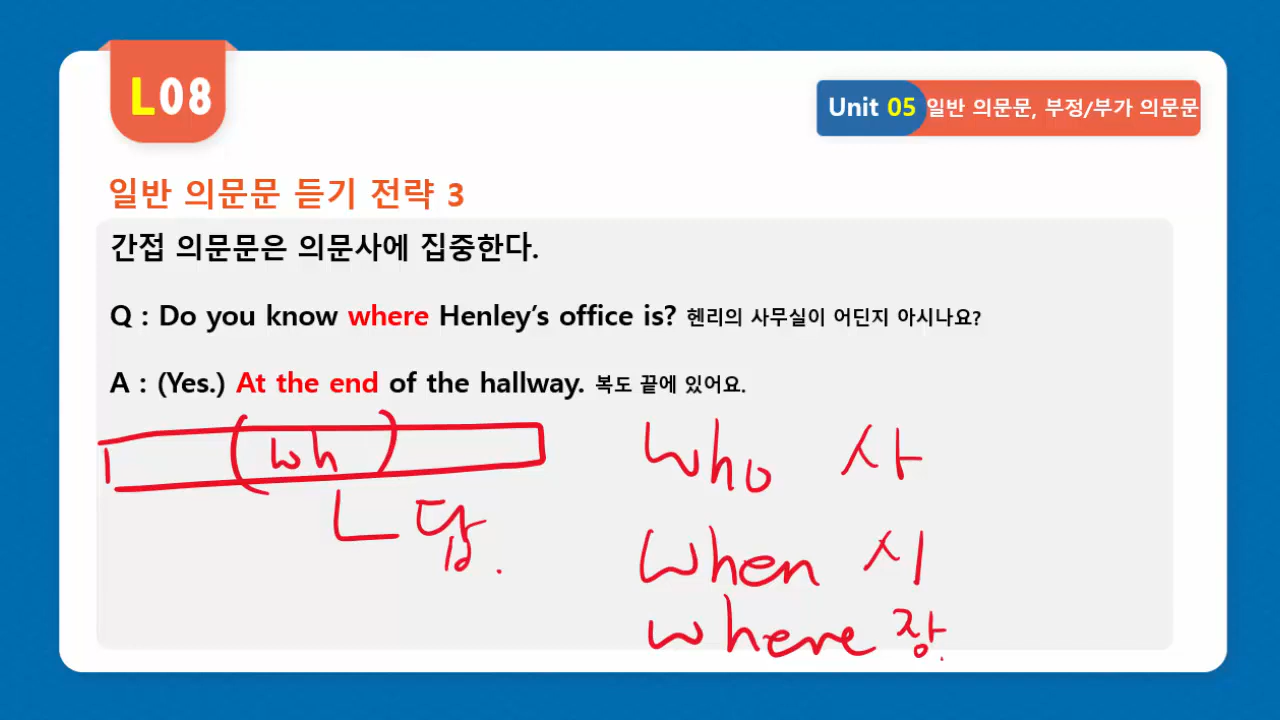 L08
Unit 05 일반 의문문, 부정/부가 의문문
일반 의문문 듣기 전략 3
간접 의문문은 의문사에 집중한다.
Q : Do you know where Henley’s office is? 헨리의 사무실이 어딘지 아시나요?
A : (Yes.) At the end of the hallway. 복도 끝에 있어요.
(wh)
답.
who 사
when 시
where 장.